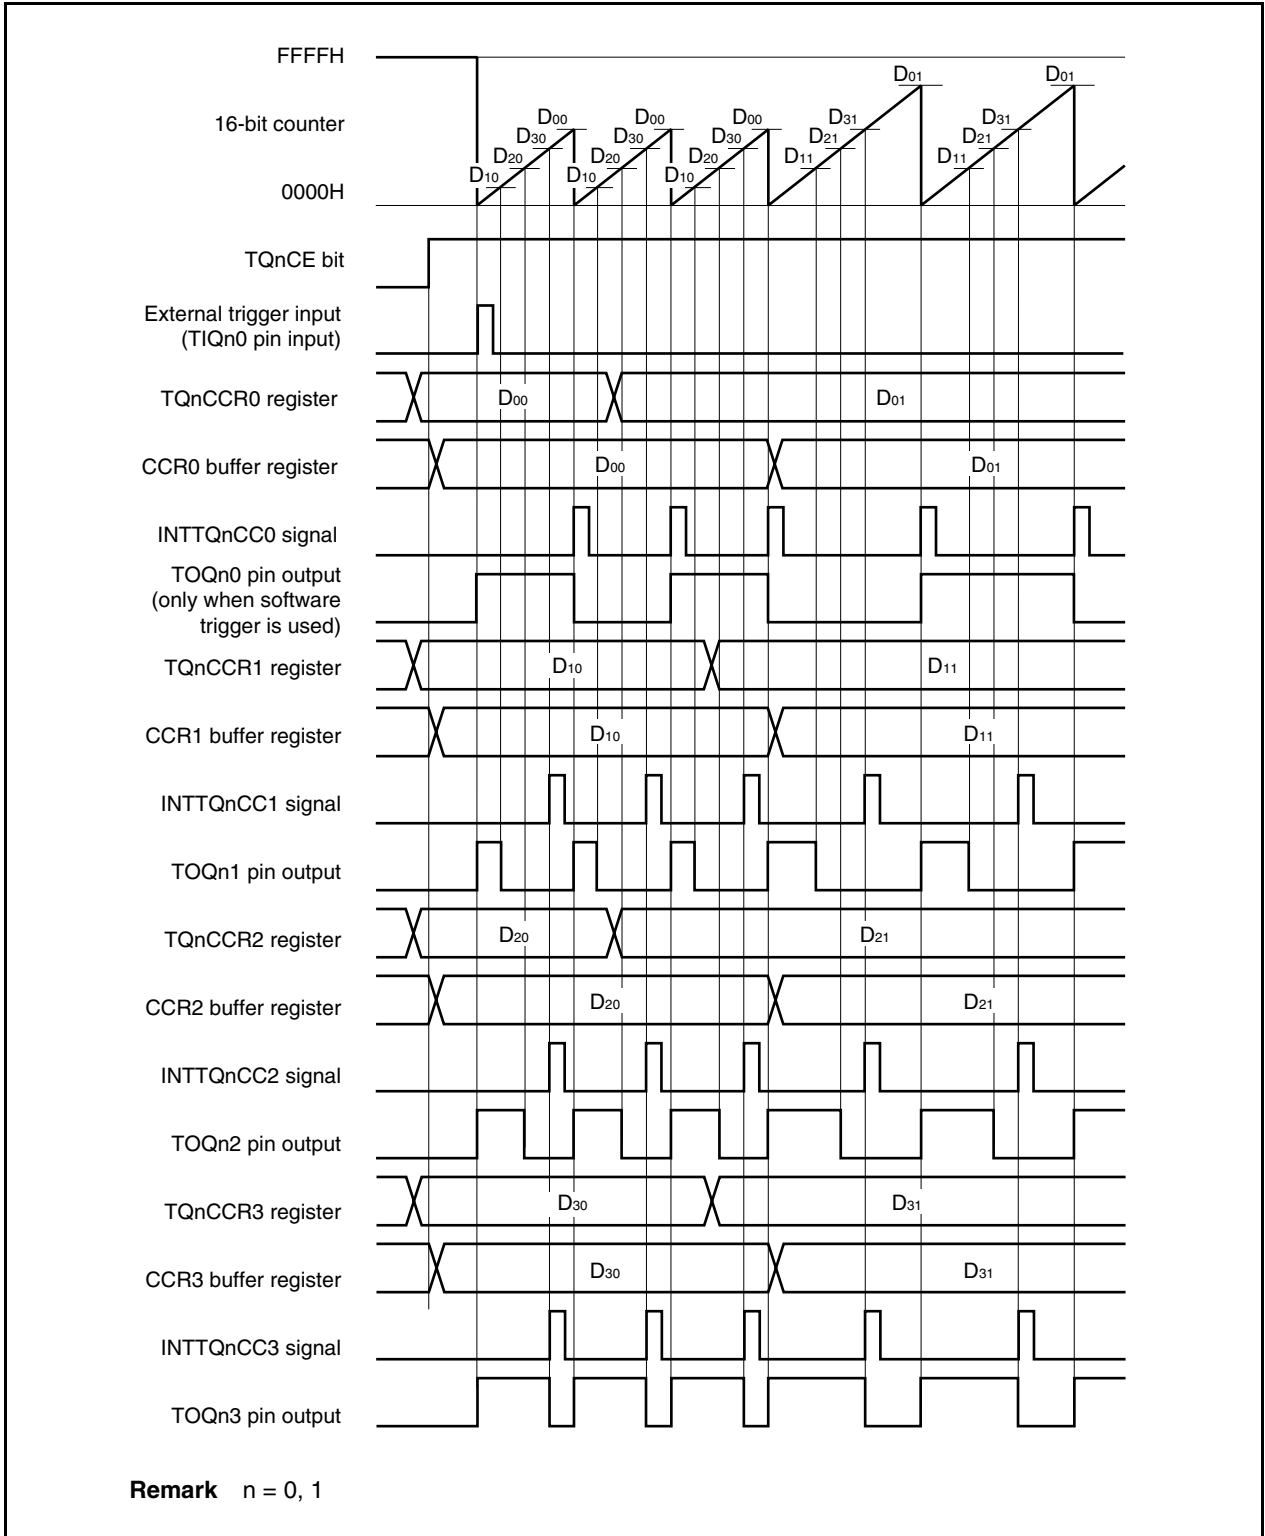 FFFFH
D01 D01
16-bit counter
D00 D00 D00 D31 D31
D30 D30 D30 D21 D21
D20 D20 D20 D11 D11
D10 D10 D10
0000H
TQnCE bit
External trigger input
(TIQn0 pin input)
TQnCCR0 register D00 D01
CCR0 buffer register D00 D01
INTTQnCC0 signal
TOQn0 pin output
(only when software
trigger is used)
TQnCCR1 register D10 D11
CCR1 buffer register D10 D11
INTTQnCC1 signal
TOQn1 pin output
TQnCCR2 register D20 D21
CCR2 buffer register D20 D21
INTTQnCC2 signal
TOQn2 pin output
TQnCCR3 register D30 D31
CCR3 buffer register D30 D31
INTTQnCC3 signal
TOQn3 pin output
Remark n = 0, 1